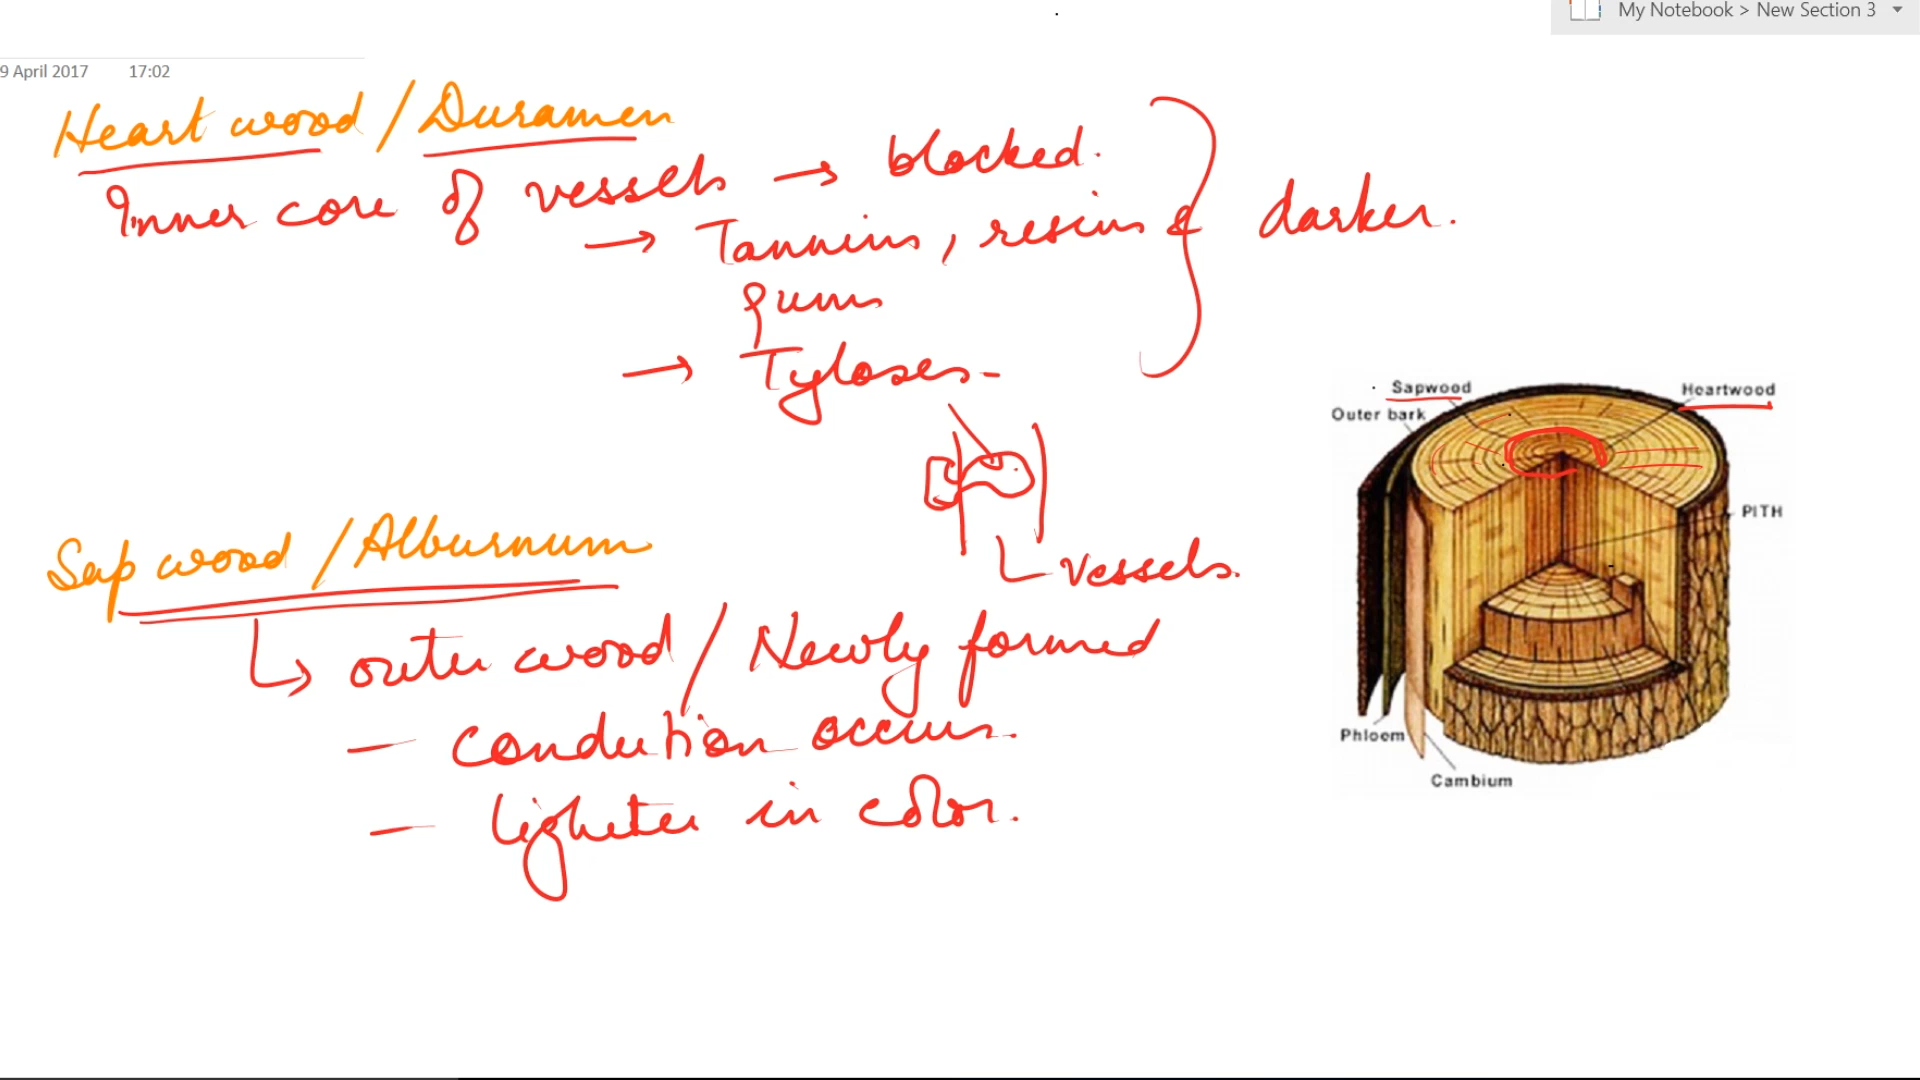 My Notebook > New Section 3
9 April 2017 17:02
Heart wood / Duramen
Inner core of vessels → blocked.
→ Tannins, resins &
gums
darker.
→ Tyloses
vessels.
Sap wood / Alburnum
outer wood / Newly formed
- conduction occurs.
- lighter in color.
Sapwood
Heartwood
Outer bark
PITH
Phloem
Cambium